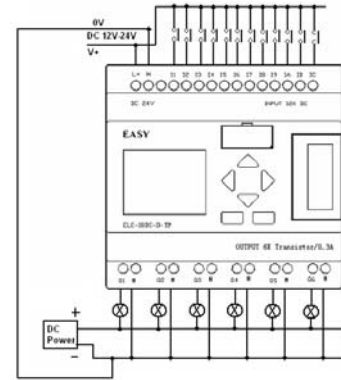 0V
DC 12V-24V
V+
L+ M I1 I2 I3 I4 I5 I6 I7 I8 I9 IA IB IC
DC 24V INPUT 12X DC
EASY
ELC-18DC-D-TP
OUTPUT 6X Transistor/0.3A
Q1 M Q2 M Q3 M Q4 M Q5 M Q6 M
+
DC
Power
−